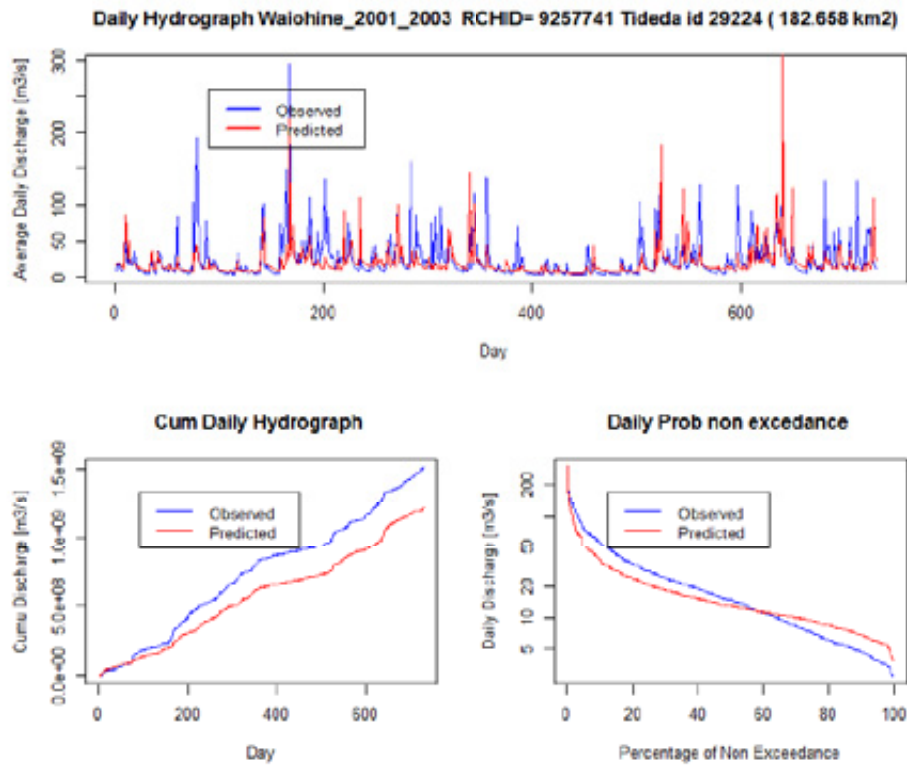 Daily Hydrograph Waiohine_2001_2003 RCHID= 9257741 Tideda id 29224 ( 182.658 km2)
Average Daily Discharge [m3/s]
300
200
100
50
0
Observed
Predicted
0 200 400 600
Day
Cum Daily Hydrograph
Cumu Discharge [m3/s]
1.5e+09
1.0e+09
5.0e+08
0.0e+00
Observed
Predicted
0 200 400 600
Day
Daily Prob non excedance
Daily Discharge [m3/s]
200
50
20
10
5
Observed
Predicted
0 20 40 60 80 100
Percentage of Non Exceedance